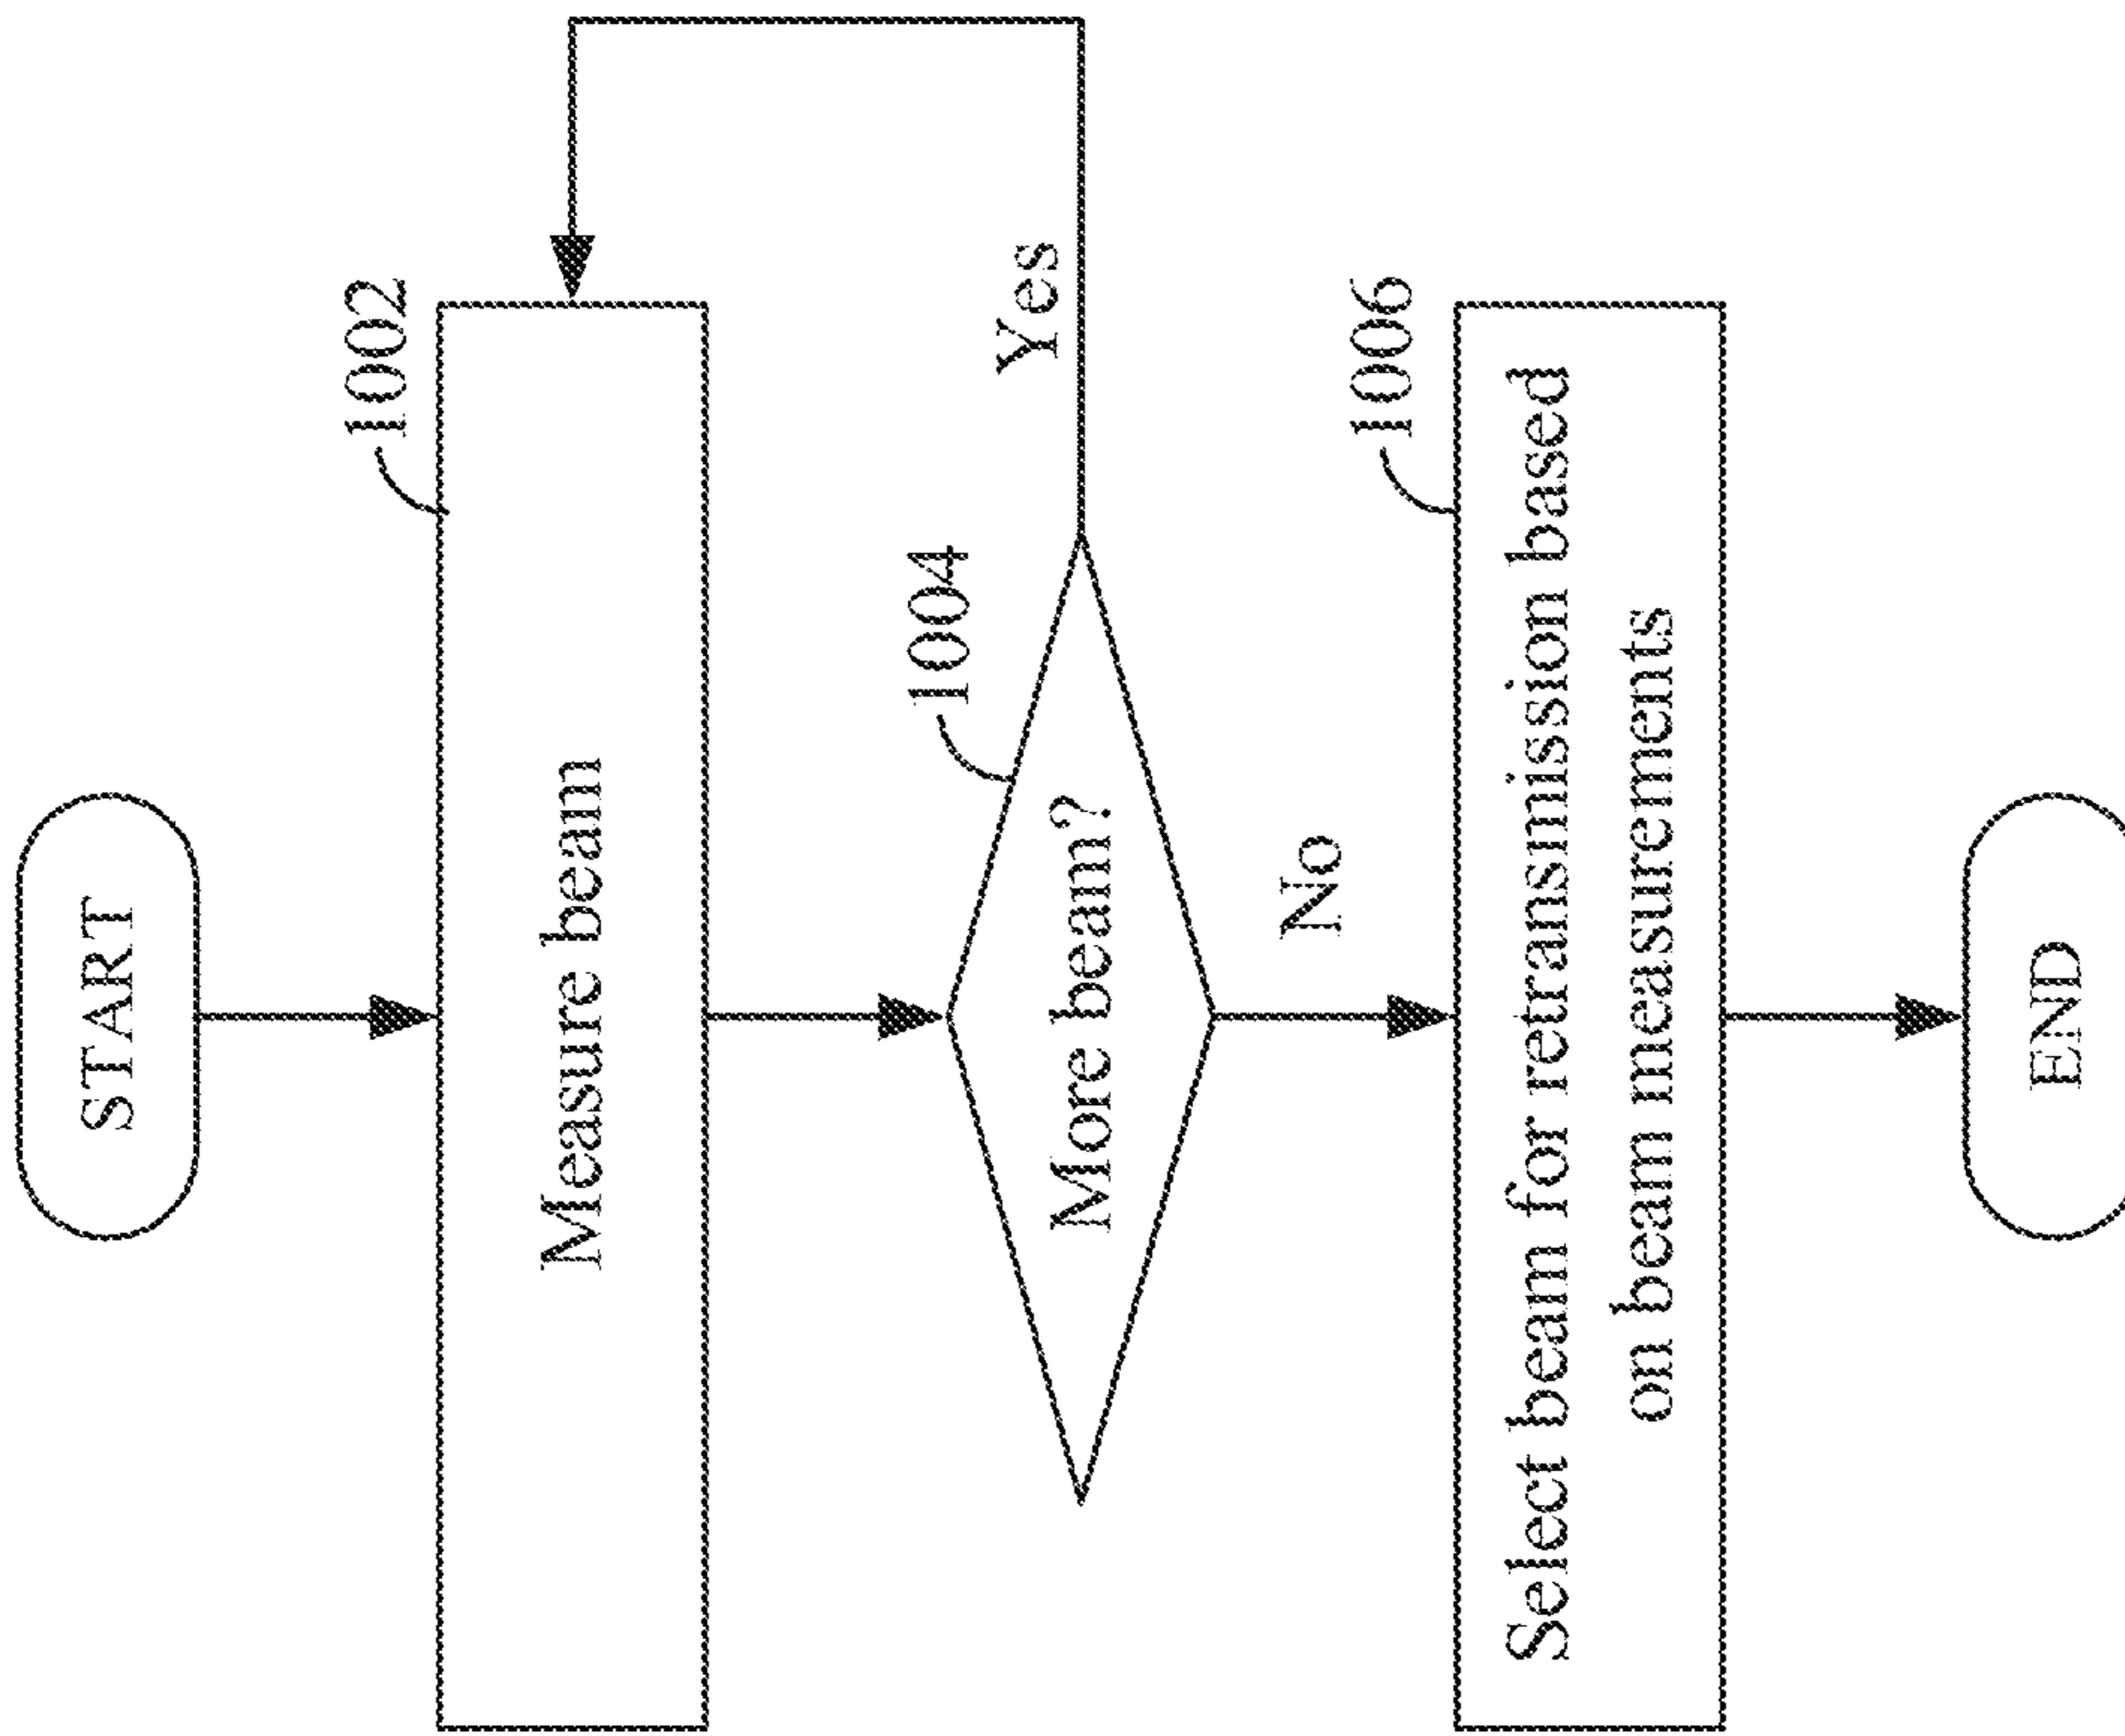 START
1002
Measure beam
1004
More beam?
Yes
No
1006
Select beam for retransmission based
on beam measurements
END